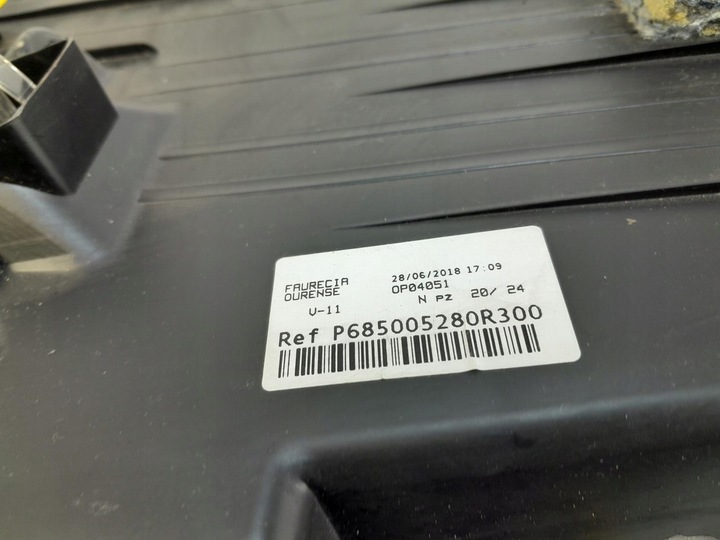 FAURECIA 28/06/2018 17:09
OURENSE OP04051
V-11 N PZ 20/ 24
Ref P685005280R300